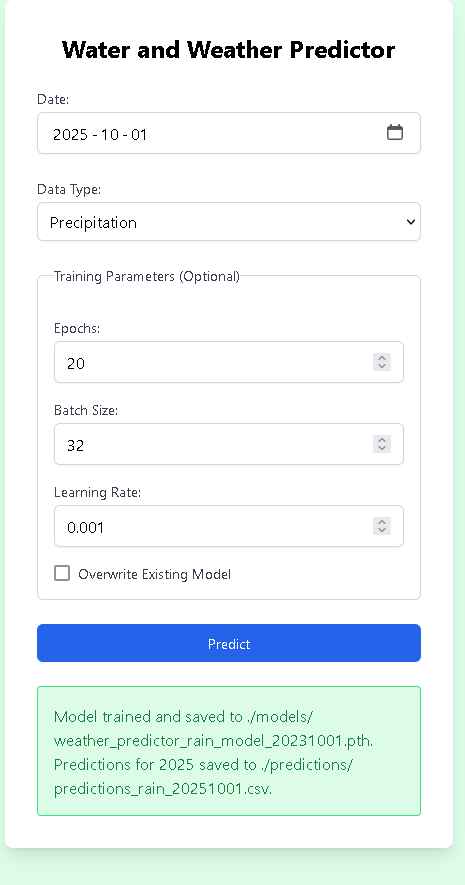 Water and Weather Predictor
Date:
2025 - 10 - 01
Data Type:
Precipitation
Training Parameters (Optional)
Epochs:
20
Batch Size:
32
Learning Rate:
0.001
Overwrite Existing Model
Predict
Model trained and saved to ./models/
weather_predictor_rain_model_20231001.pth.
Predictions for 2025 saved to ./predictions/
predictions_rain_20251001.csv.